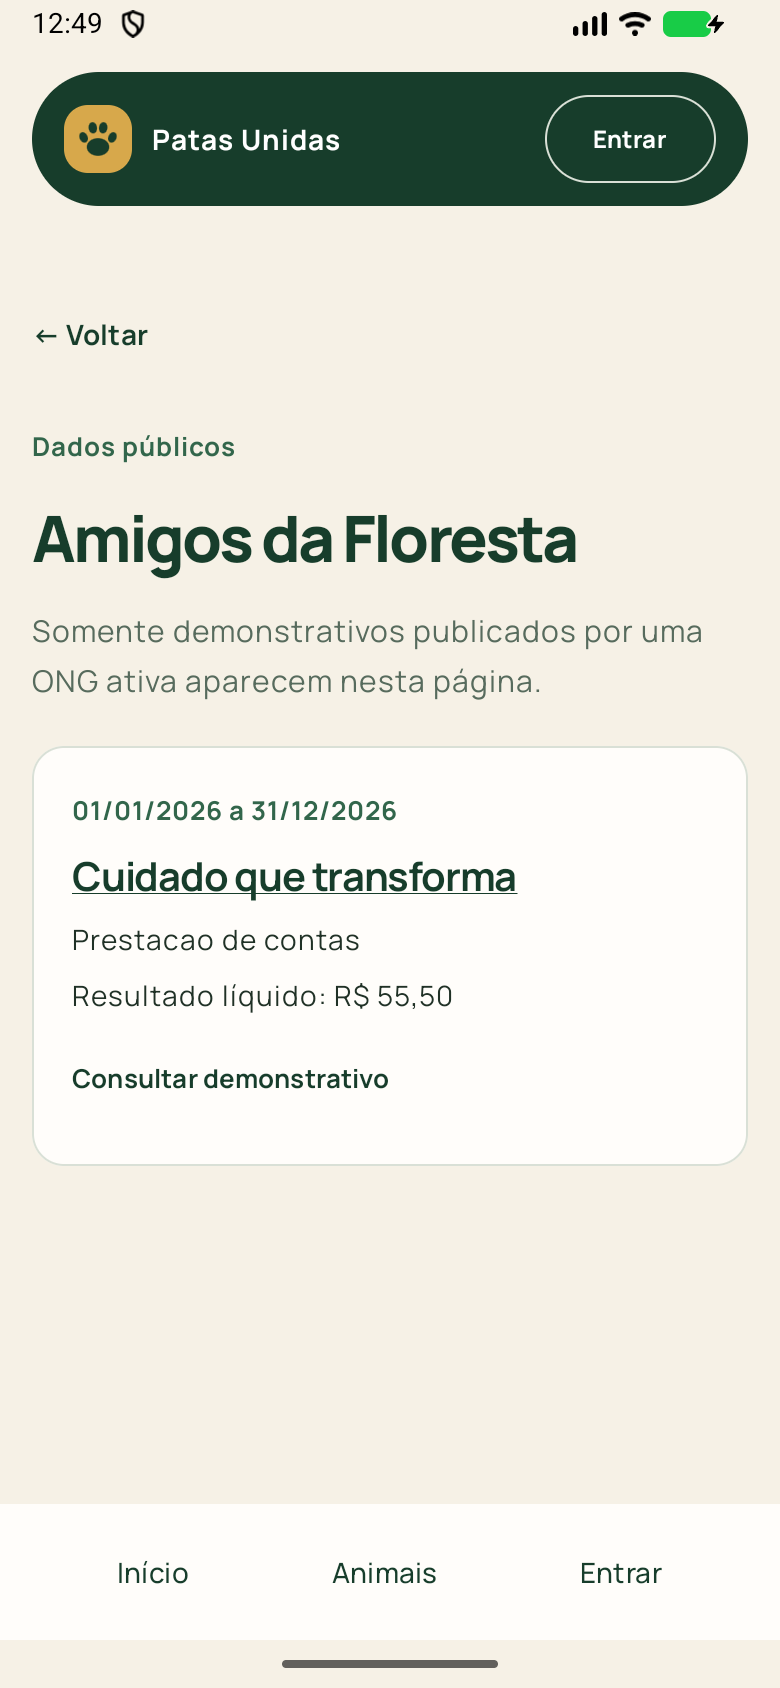 12:49
Patas Unidas
Entrar
← Voltar
Dados públicos
Amigos da Floresta
Somente demonstrativos publicados por uma
ONG ativa aparecem nesta página.
01/01/2026 a 31/12/2026
Cuidado que transforma
Prestacao de contas
Resultado líquido: R$ 55,50
Consultar demonstrativo
Início
Animais
Entrar